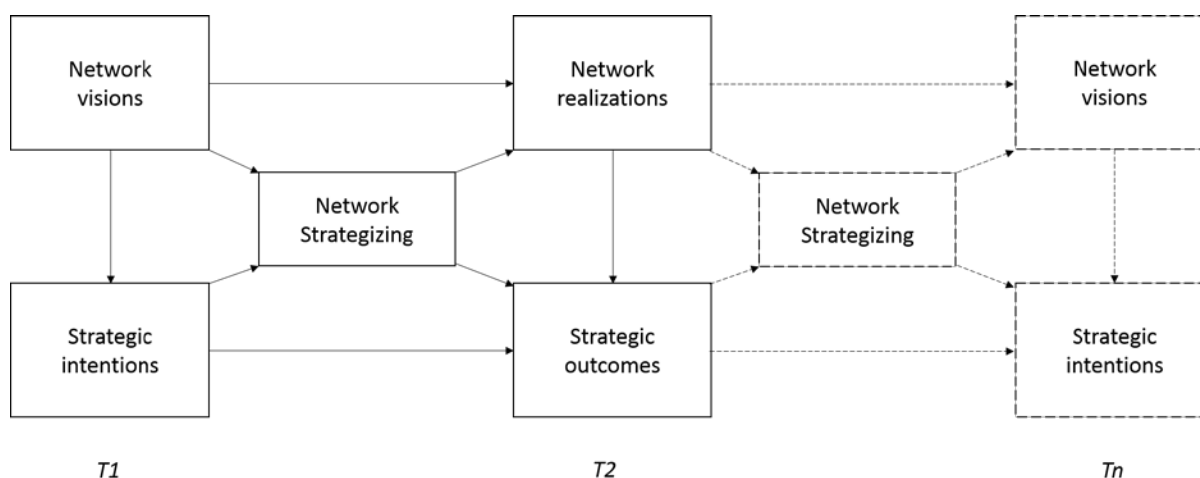 Network
visions
Network
realizations
Network
visions
Network
Strategizing
Network
Strategizing
Strategic
intentions
Strategic
outcomes
Strategic
intentions
T1
T2
Tn